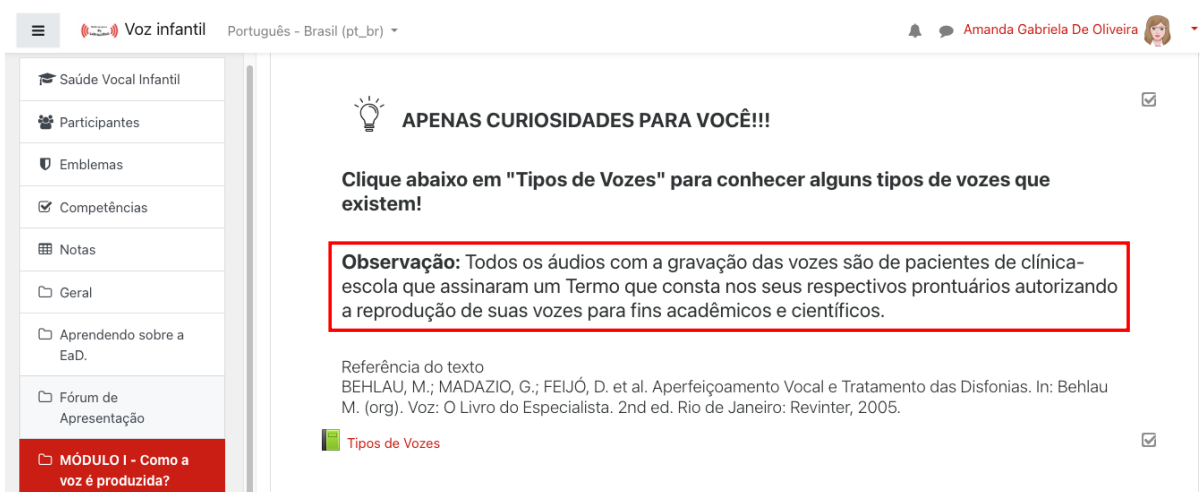 Voz infantil
Português - Brasil (pt_br)
Amanda Gabriela De Oliveira
Saúde Vocal Infantil
Participantes
Emblemas
Competências
Notas
Geral
Aprendendo sobre a
EaD.
Fórum de
Apresentação
MÓDULO I - Como a
voz é produzida?
APENAS CURIOSIDADES PARA VOCÊ!!!
Clique abaixo em "Tipos de Vozes" para conhecer alguns tipos de vozes que
existem!
Observação: Todos os áudios com a gravação das vozes são de pacientes de clínica-
escola que assinaram um Termo que consta nos seus respectivos prontuários autorizando
a reprodução de suas vozes para fins acadêmicos e científicos.
Referência do texto
BEHLAU, M.; MADAZIO, G.; FEIJÓ, D. et al. Aperfeiçoamento Vocal e Tratamento das Disfonias. In: Behlau
M. (org). Voz: O Livro do Especialista. 2nd ed. Rio de Janeiro: Revinter, 2005.
Tipos de Vozes